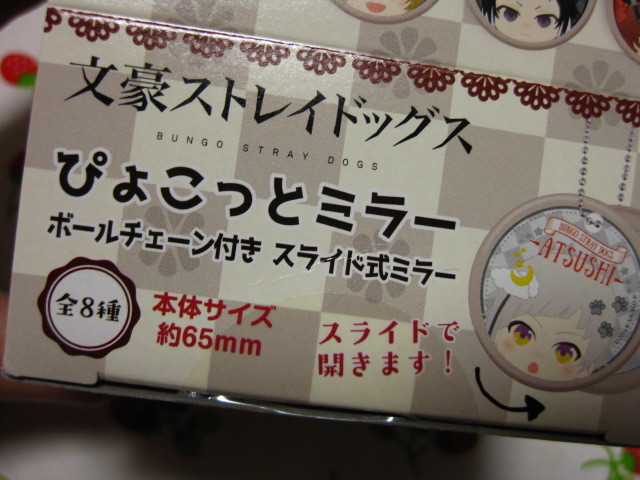 文豪ストレイドッグス
BUNGO STRAY DOGS
ぴょこっとミラー
ボールチェーン付き スライド式ミラー
全8種
本体サイズ
約65mm
スライドで
開きます！
BUNGO STRAY DOGS
-ATSUSHI-